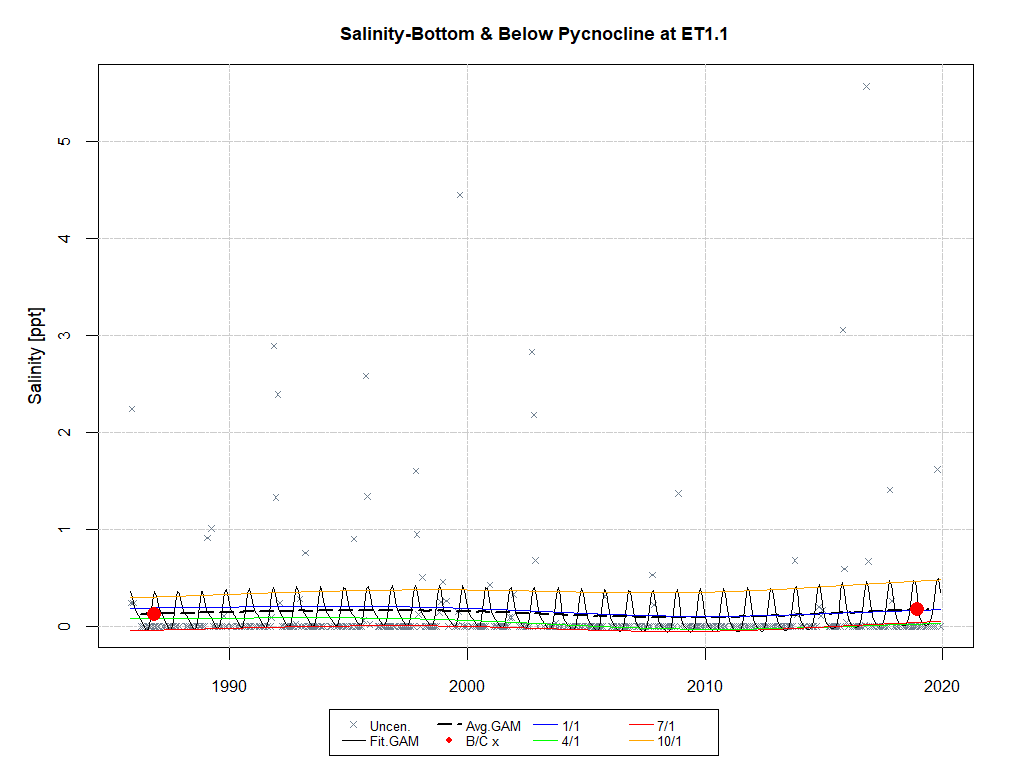 Salinity-Bottom & Below Pycnocline at ET1.1
Salinity [ppt]
5
4
3
2
1
0
1990 2000 2010 2020
Uncen. Avg.GAM 1/1 7/1
Fit.GAM B/C x 4/1 10/1